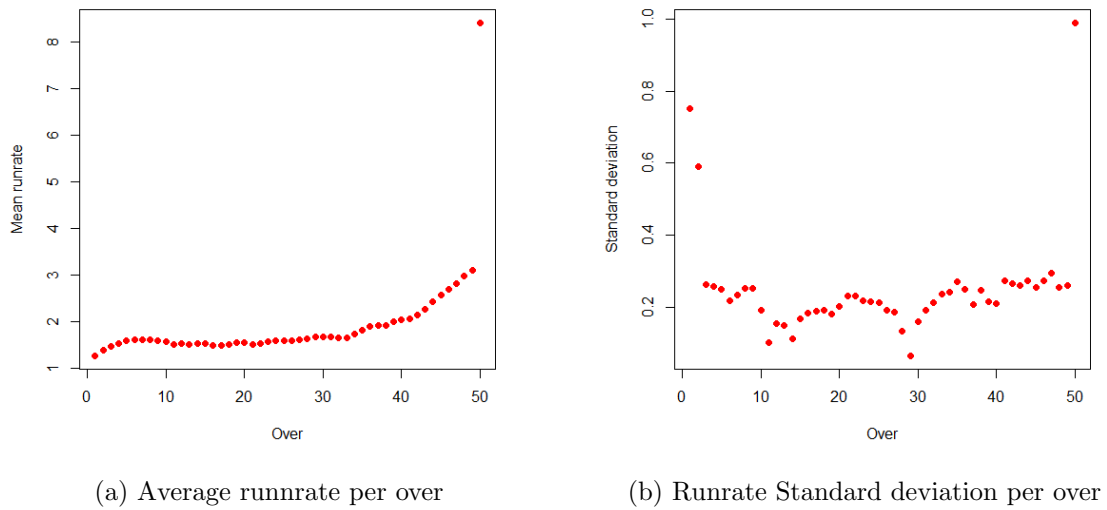 Mean runrate
8
7
6
5
4
3
2
1
0 10 20 30 40 50
Over
(a) Average runnrate per over
Standard deviation
1.0
0.8
0.6
0.4
0.2
0 10 20 30 40 50
Over
(b) Runrate Standard deviation per over